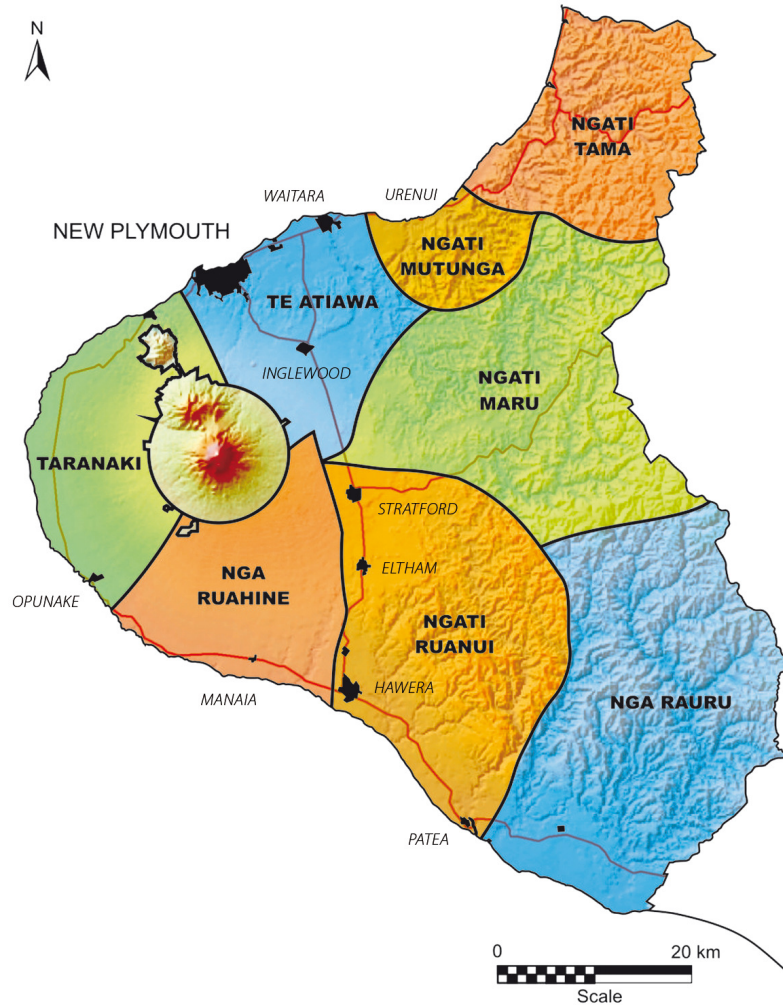 N
NGATI
TAMA
WAITARA
URENUI
NEW PLYMOUTH
NGATI
MUTUNGA
TE ATIAWA
INGLEWOOD
NGATI
MARU
TARANAKI
STRATFORD
NGA
RUAHINE
ELTHAM
OPUNAKE
NGATI
RUANUI
MANAIA
HAWERA
NGA RAURU
PATEA
0
20 km
Scale